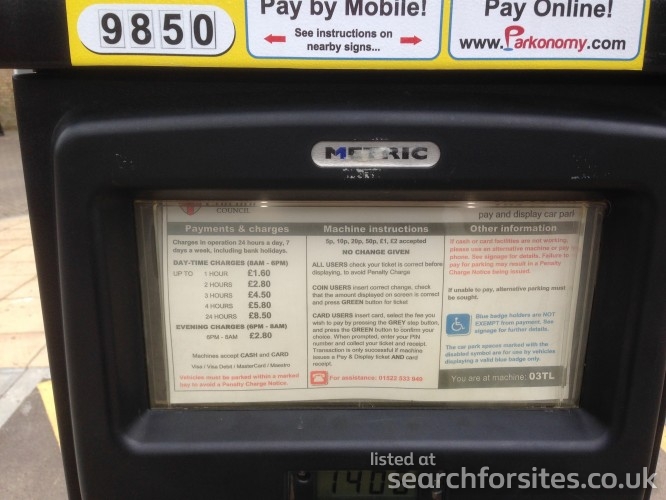 9850
Pay by Mobile!
See instructions on
nearby signs...
Pay Online!
www.Parkonomy.com
METRIC
COUNCIL
pay and display car park
Payments & charges
Charges in operation 24 hours a day, 7
days a week, including bank holidays.
DAY-TIME CHARGES (8AM - 6PM)
UP TO 1 HOUR £1.60
2 HOURS £2.80
3 HOURS £4.50
4 HOURS £5.80
24 HOURS £8.50
EVENING CHARGES (6PM - 8AM)
6PM - 8AM £2.80
Machines accept CASH and CARD
Visa / Visa Debit / MasterCard / Maestro
Vehicles must be parked within a marked
bay to avoid a Penalty Charge Notice.
Machine instructions
5p, 10p, 20p, 50p, £1, £2 accepted
NO CHANGE GIVEN
ALL USERS check your ticket is correct before
displaying, to avoid Penalty Charge
COIN USERS insert correct change, check
that the amount displayed on screen is correct
and press GREEN button for ticket
CARD USERS insert card, select the fee you
wish to pay by pressing the GREY step button,
and press the GREEN button to confirm your
choice. When prompted, enter your PIN
number and collect your ticket and receipt.
Transaction is only successful if machine
issues a Pay & Display ticket AND card
receipt.
For assistance: 01522 533 840
Other information
If cash or card facilities are not working,
please use an alternative machine or pay by
phone. See signage for details. Failure to
pay for parking may result in a Penalty
Charge Notice being issued.
If unable to pay, alternative parking must
be sought.
Blue badge holders are NOT
EXEMPT from payment. See
signage for further details.
The car park spaces marked with the
disabled symbol are for use by vehicles
displaying a valid blue badge only.
You are at machine: 03TL
listed at
searchforsites.co.uk